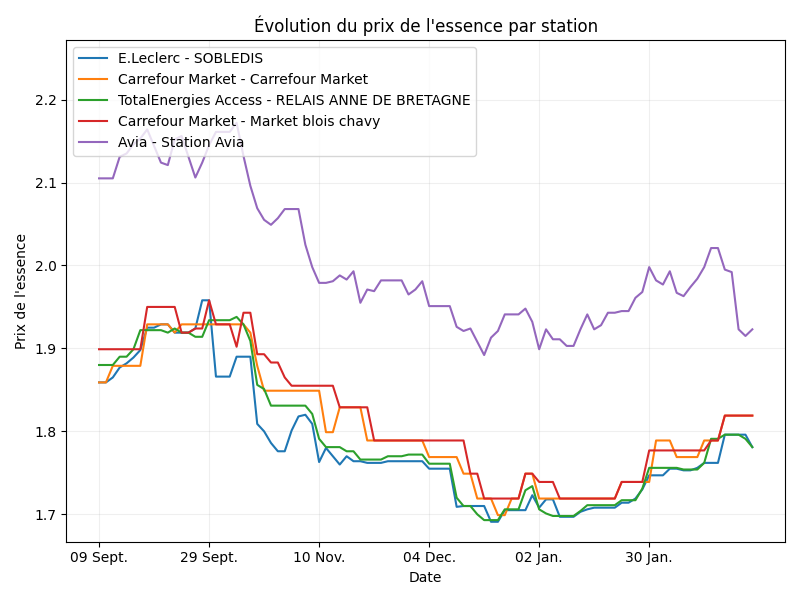 Évolution du prix de l'essence par station
E.Leclerc - SOBLEDIS
Carrefour Market - Carrefour Market
TotalEnergies Access - RELAIS ANNE DE BRETAGNE
Carrefour Market - Market blois chavy
Avia - Station Avia
Prix de l'essence
2.2
2.1
2.0
1.9
1.8
1.7
09 Sept.
29 Sept.
10 Nov.
04 Dec.
02 Jan.
30 Jan.
Date